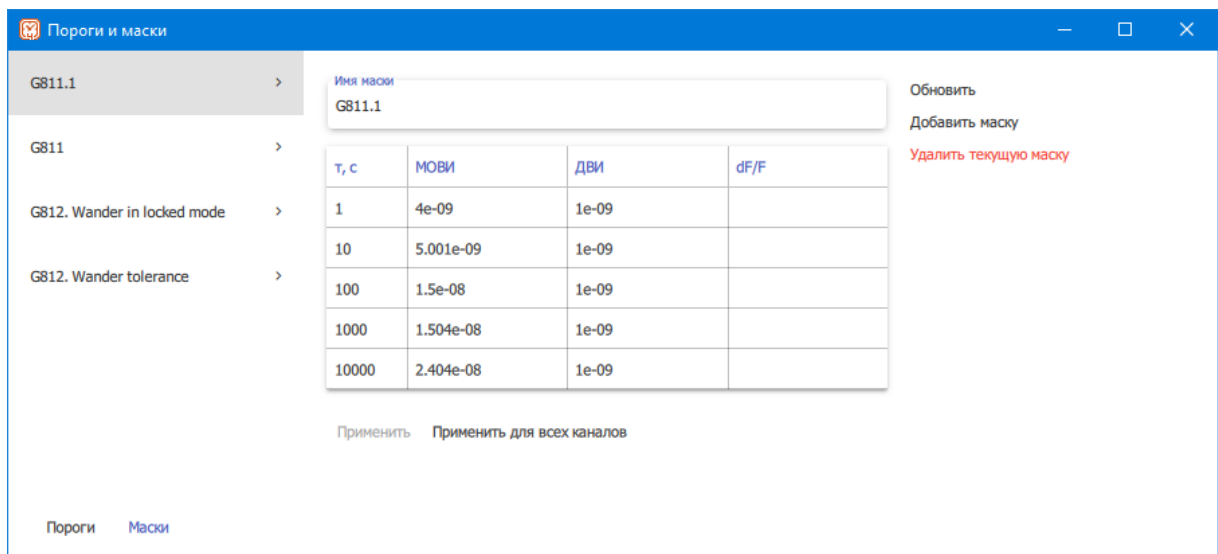 Пороги и маски
G811.1
G811
G812. Wander in locked mode
G812. Wander tolerance
Имя маски
G811.1
т, с МОВИ ДВИ dF/F
1 4e-09 1e-09
10 5.001e-09 1e-09
100 1.5e-08 1e-09
1000 1.504e-08 1e-09
10000 2.404e-08 1e-09
Применить Применить для всех каналов
Обновить
Добавить маску
Удалить текущую маску
Пороги Маски